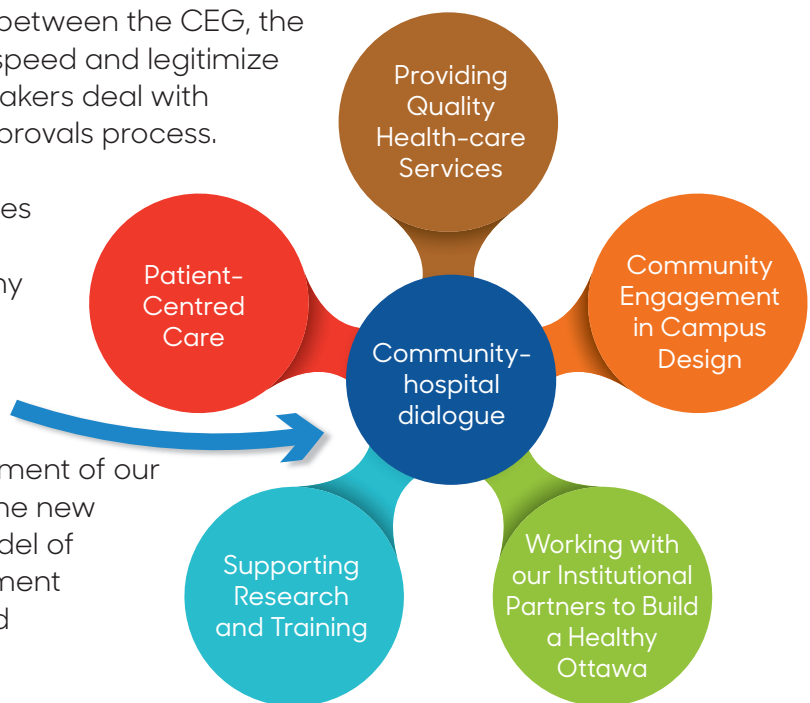 between the CEG, the
speed and legitimize
akers deal with
provals process.
es
ny
ment of our
he new
del of
ment
d
Providing
Quality
Health-care
Services
Patient-
Centred
Care
Community
Engagement
in Campus
Design
Community-
hospital
dialogue
Supporting
Research
and Training
Working with
our Institutional
Partners to Build
a Healthy
Ottawa